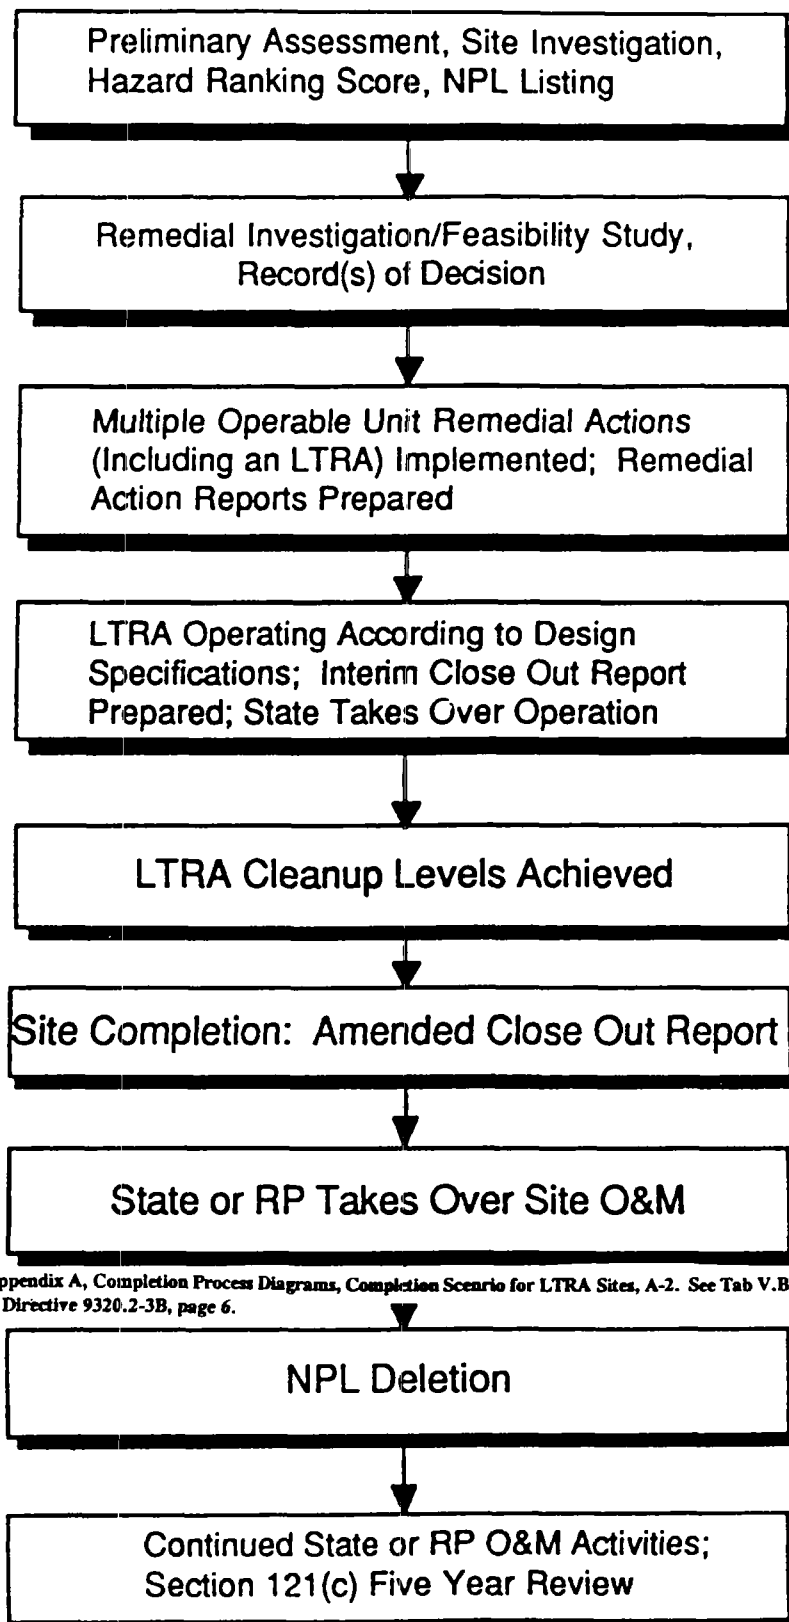 Preliminary Assessment, Site Investigation,
Hazard Ranking Score, NPL Listing
Remedial Investigation/Feasibility Study,
Record(s) of Decision
Multiple Operable Unit Remedial Actions
(Including an LTRA) Implemented; Remedial
Action Reports Prepared
LTRA Operating According to Design
Specifications; Interim Close Out Report
Prepared; State Takes Over Operation
LTRA Cleanup Levels Achieved
Site Completion: Amended Close Out Report
State or RP Takes Over Site O&M
ppendix A, Completion Process Diagrams, Completion Scenrio for LTRA Sites, A-2. See Tab V.B
Directive 9320.2-3B, page 6.
NPL Deletion
Continued State or RP O&M Activities;
Section 121(c) Five Year Review